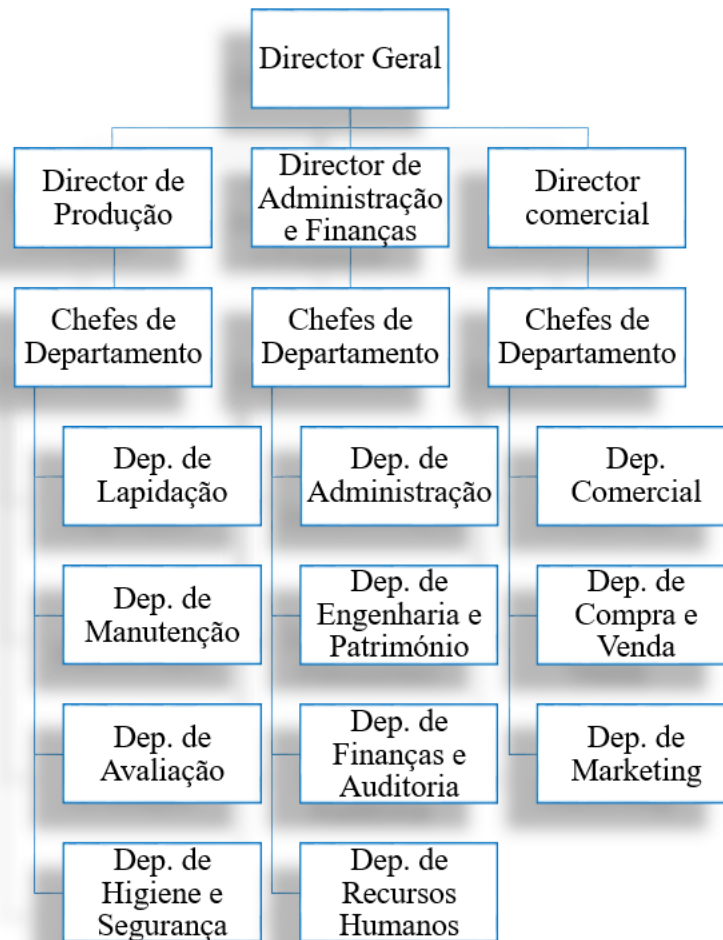 Director Geral
Director de
Produção
Director de
Administração
e Finanças
Director
comercial
Chefes de
Departamento
Chefes de
Departamento
Chefes de
Departamento
Dep. de
Lapidação
Dep. de
Administração
Dep.
Comercial
Dep. de
Manutenção
Dep. de
Engenharia e
Património
Dep. de
Compra e
Venda
Dep. de
Avaliação
Dep. de
Finanças e
Auditoria
Dep. de
Marketing
Dep. de
Higiene e
Segurança
Dep. de
Recursos
Humanos